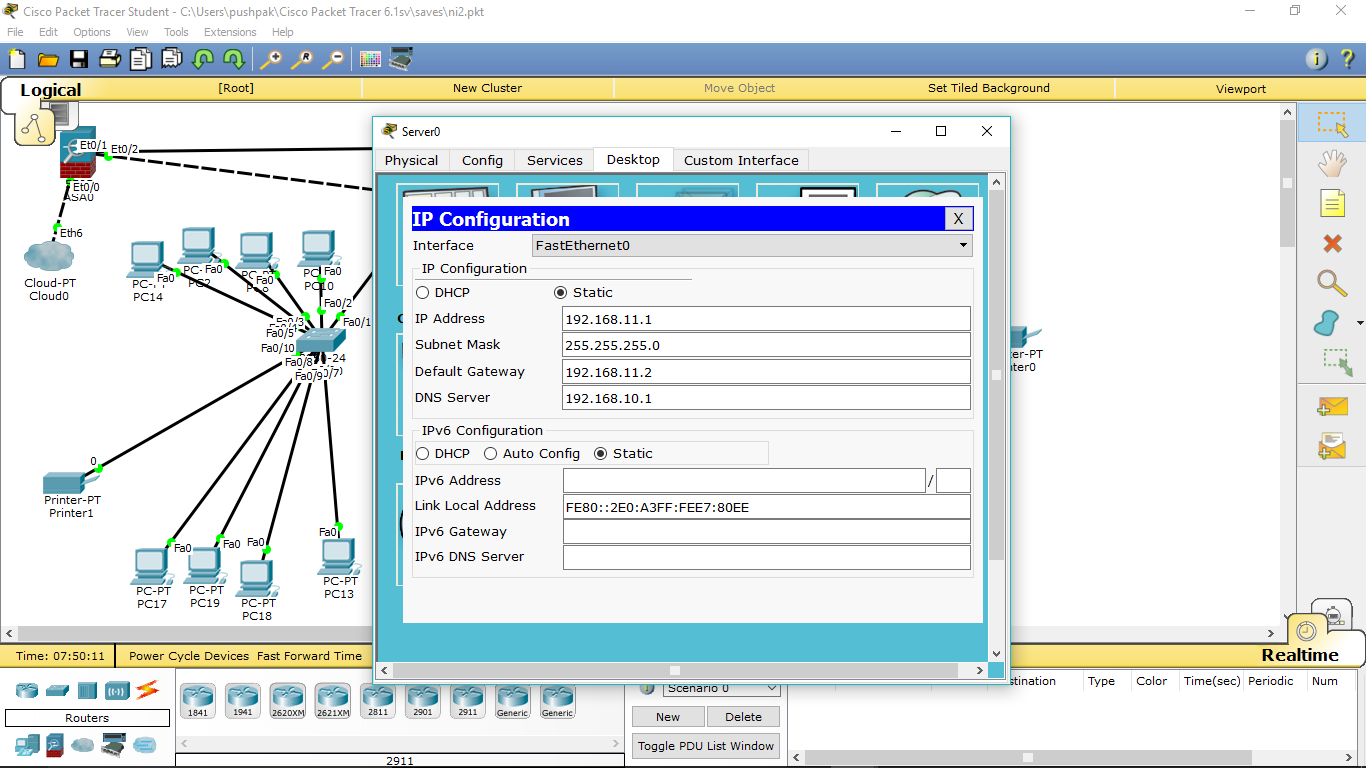 Cisco Packet Tracer Student - C:\Users\pushpak\Cisco Packet Tracer 6.1sv\saves\ni2.pkt
File Edit Options View Tools Extensions Help
Logical [Root] New Cluster Move Object Set Tiled Background Viewport
Et0/1 Et0/2
Et0/0
ASA0
Eth6
Cloud-PT
Cloud0
PC14
Fa0
Fa0
PC2
Fa0
Fa0
PC10
Fa0/2
Fa0/3
Fa0/1
Fa0/5
Fa0/10
Fa0/8
-24
Fa0/9
0/7)
0
Printer-PT
Printer1
Fa0
PC-PT
PC17
Fa0
PC-PT
PC19
Fa0
PC-PT
PC18
Fa0
PC-PT
PC13
ter-PT
nter0
Server0
Physical Config Services Desktop Custom Interface
IP Configuration X
Interface FastEthernet0
IP Configuration
DHCP Static
IP Address 192.168.11.1
Subnet Mask 255.255.255.0
Default Gateway 192.168.11.2
DNS Server 192.168.10.1
IPv6 Configuration
DHCP Auto Config Static
IPv6 Address /
Link Local Address FE80::2E0:A3FF:FEE7:80EE
IPv6 Gateway
IPv6 DNS Server
Time: 07:50:11 Power Cycle Devices Fast Forward Time Realtime
Routers
1841 1941 2620XM 2621XM 2811 2901 2911 Generic Generic
2911
Scenario 0
New Delete
Toggle PDU List Window
stination Type Color Time(sec) Periodic Num